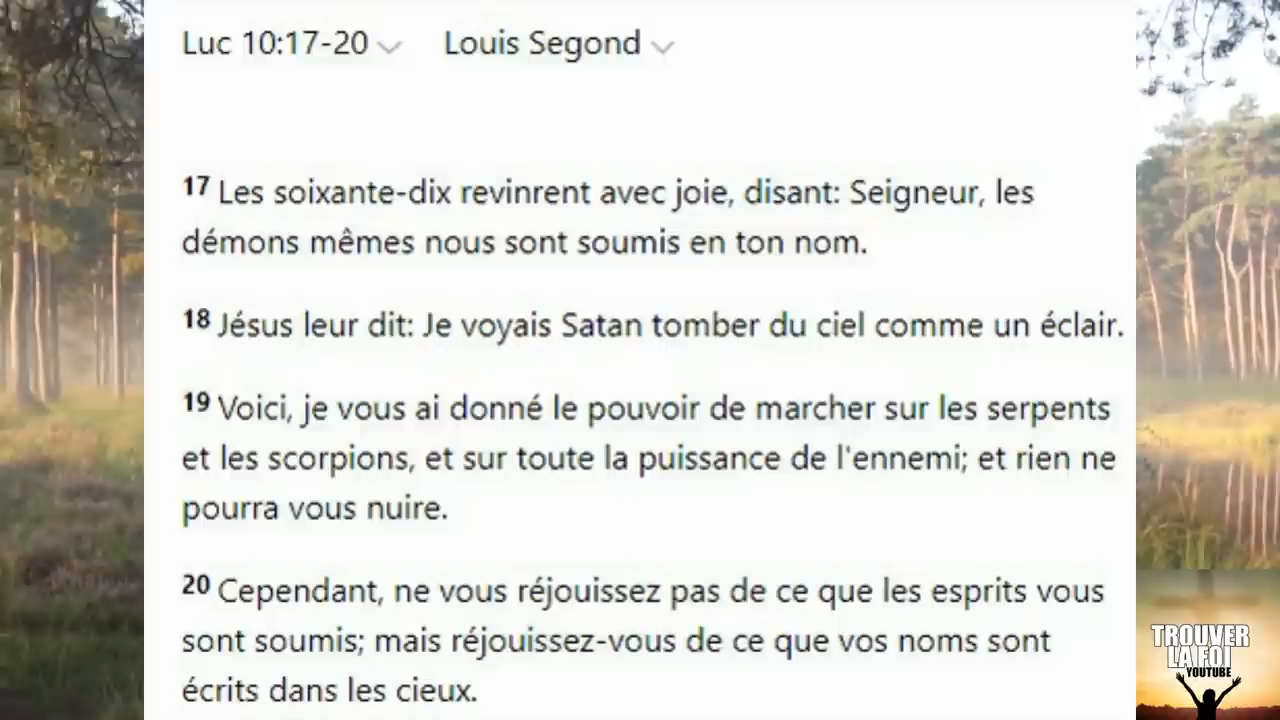 Luc 10:17-20 Louis Segond
17 Les soixante-dix revinrent avec joie, disant: Seigneur, les
démons mêmes nous sont soumis en ton nom.
18 Jésus leur dit: Je voyais Satan tomber du ciel comme un éclair.
19 Voici, je vous ai donné le pouvoir de marcher sur les serpents
et les scorpions, et sur toute la puissance de l'ennemi; et rien ne
pourra vous nuire.
20 Cependant, ne vous réjouissez pas de ce que les esprits vous
sont soumis; mais réjouissez-vous de ce que vos noms sont
écrits dans les cieux.
TROUVER
LA FOI
YOUTUBE